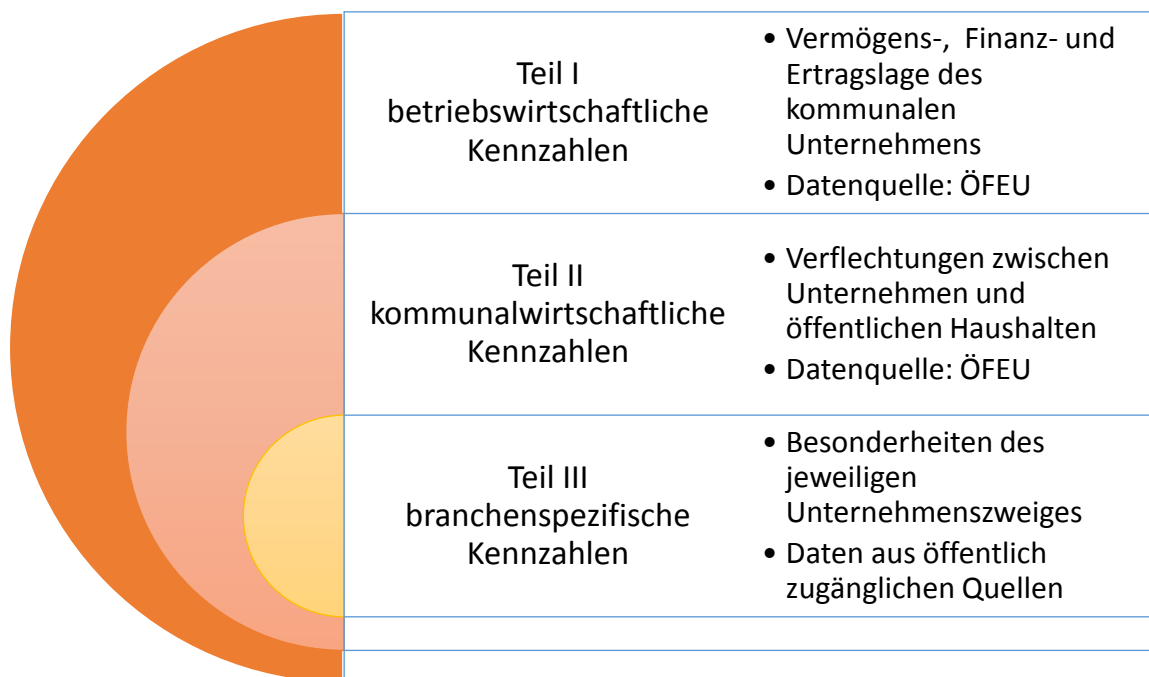 Teil I
betriebswirtschaftliche
Kennzahlen
• Vermögens-, Finanz- und
Ertragslage des
kommunalen
Unternehmens
• Datenquelle: ÖFEU
Teil II
kommunalwirtschaftliche
Kennzahlen
• Verflechtungen zwischen
Unternehmen und
öffentlichen Haushalten
• Datenquelle: ÖFEU
Teil III
branchenspezifische
Kennzahlen
• Besonderheiten des
jeweiligen
Unternehmenszweiges
• Daten aus öffentlich
zugänglichen Quellen